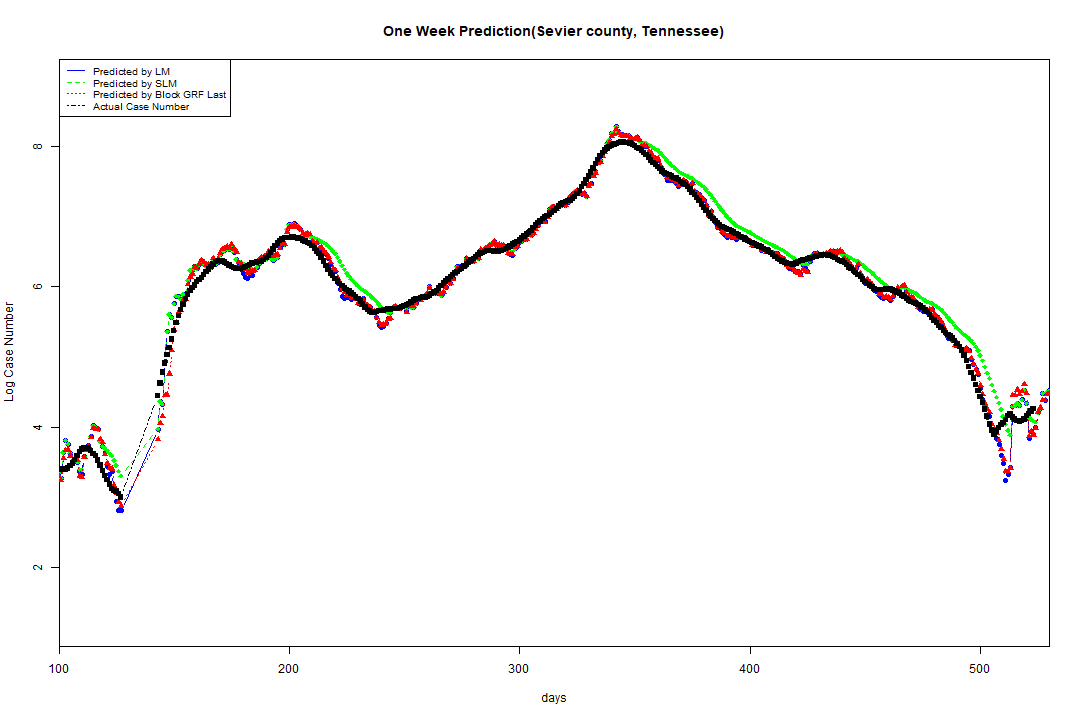 One Week Prediction(Sevier county, Tennessee)
Predicted by LM
Predicted by SLM
Predicted by Block GRF Last
Actual Case Number
8
6
4
2
Log Case Number
100 200 300 400 500
days